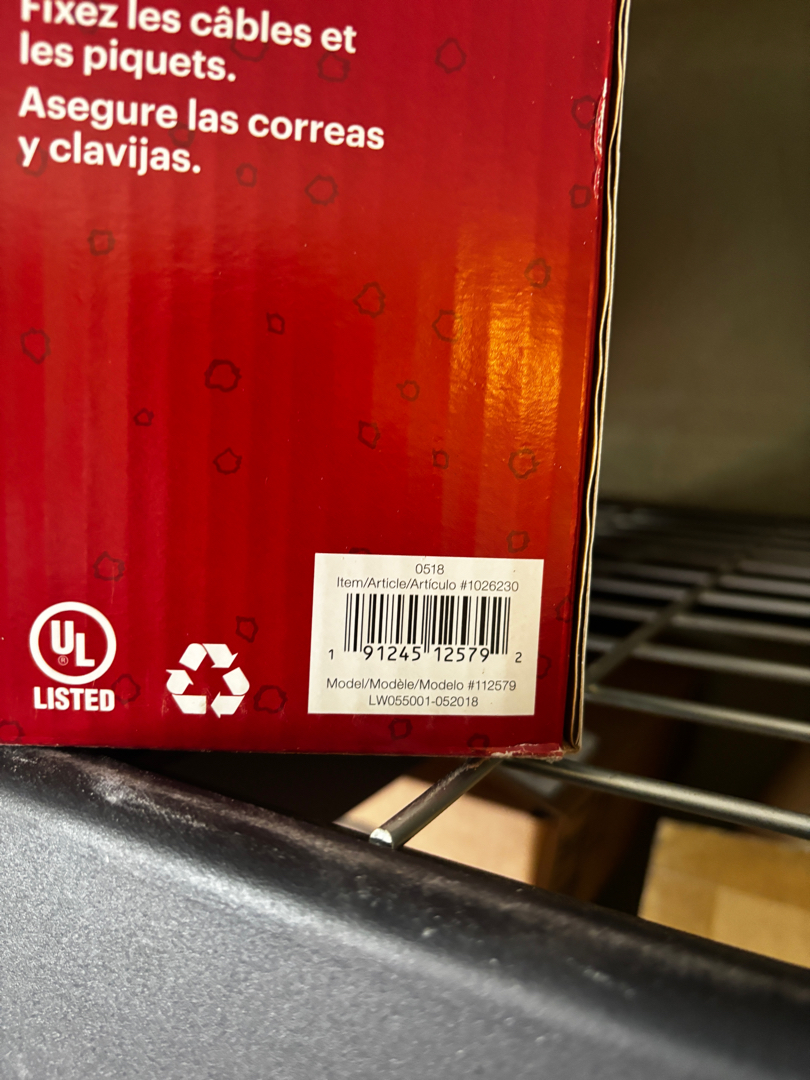 Fixez les câbles et
les piquets.
Asegure las correas
y clavijas.
0518
Item/Article/Artículo #1026230
1 91245 12579 2
Model/Modèle/Modelo #112579
LW055001-052018
UL
®
LISTED